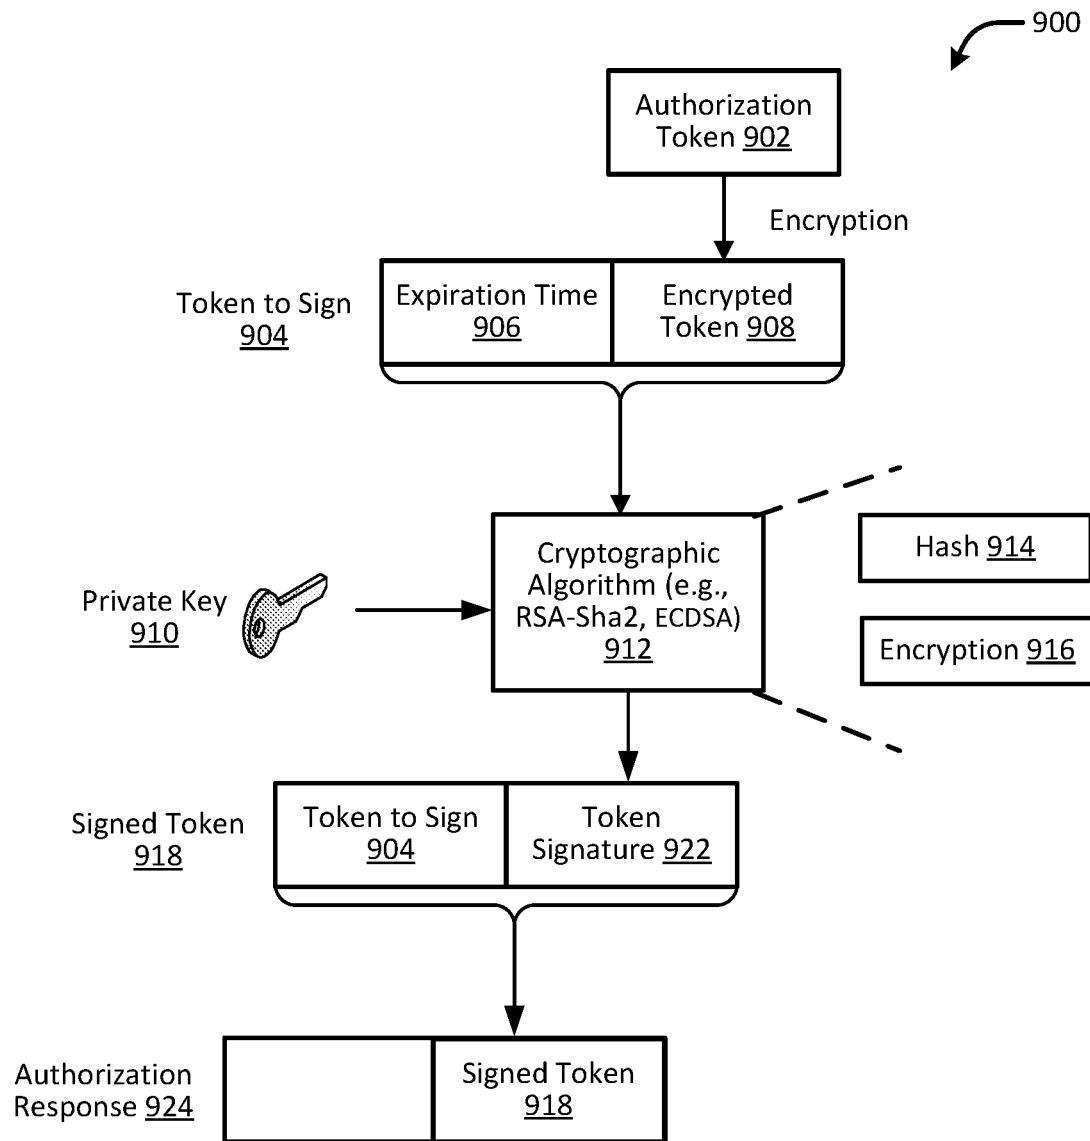 900
Authorization
Token 902
Encryption
Token to Sign
904
Expiration Time
906
Encrypted
Token 908
Private Key
910
Cryptographic
Algorithm (e.g.,
RSA-Sha2, ECDSA)
912
Hash 914
Encryption 916
Signed Token
918
Token to Sign
904
Token
Signature 922
Authorization
Response 924
Signed Token
918